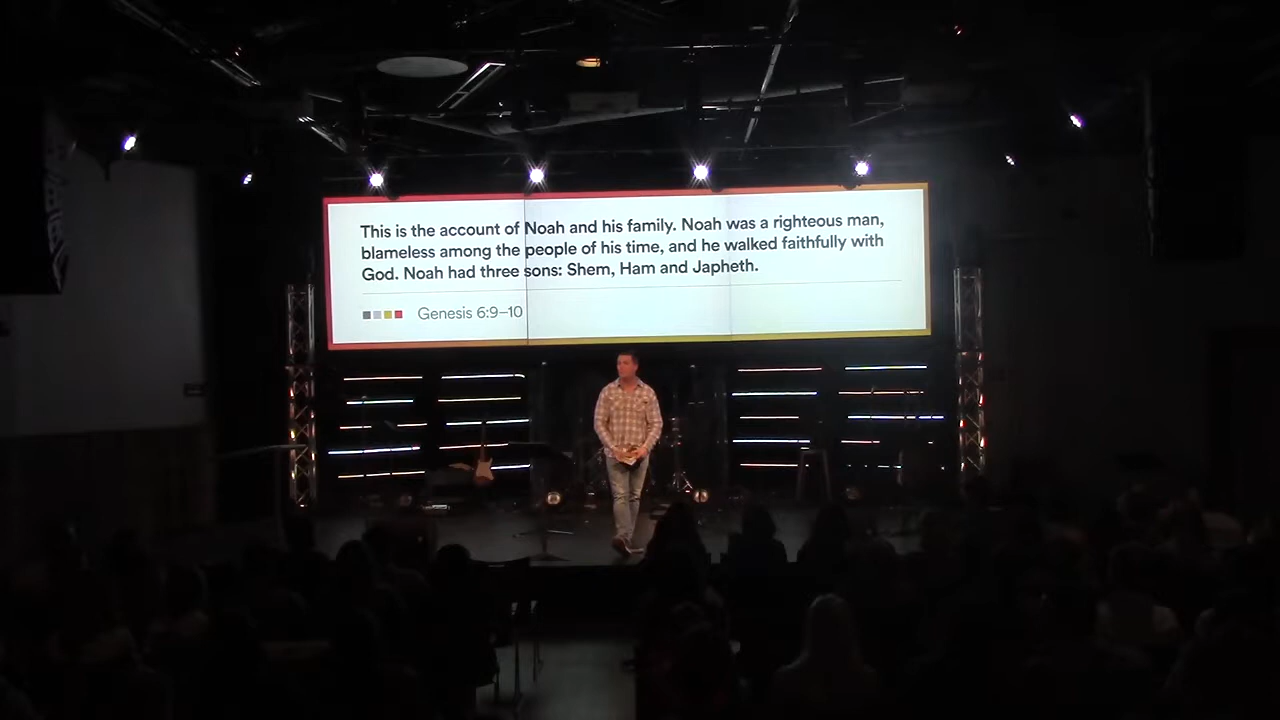 This is the account of Noah and his family. Noah was a righteous man,
blameless among the people of his time, and he walked faithfully with
God. Noah had three sons: Shem, Ham and Japheth.
Genesis 6:9–10